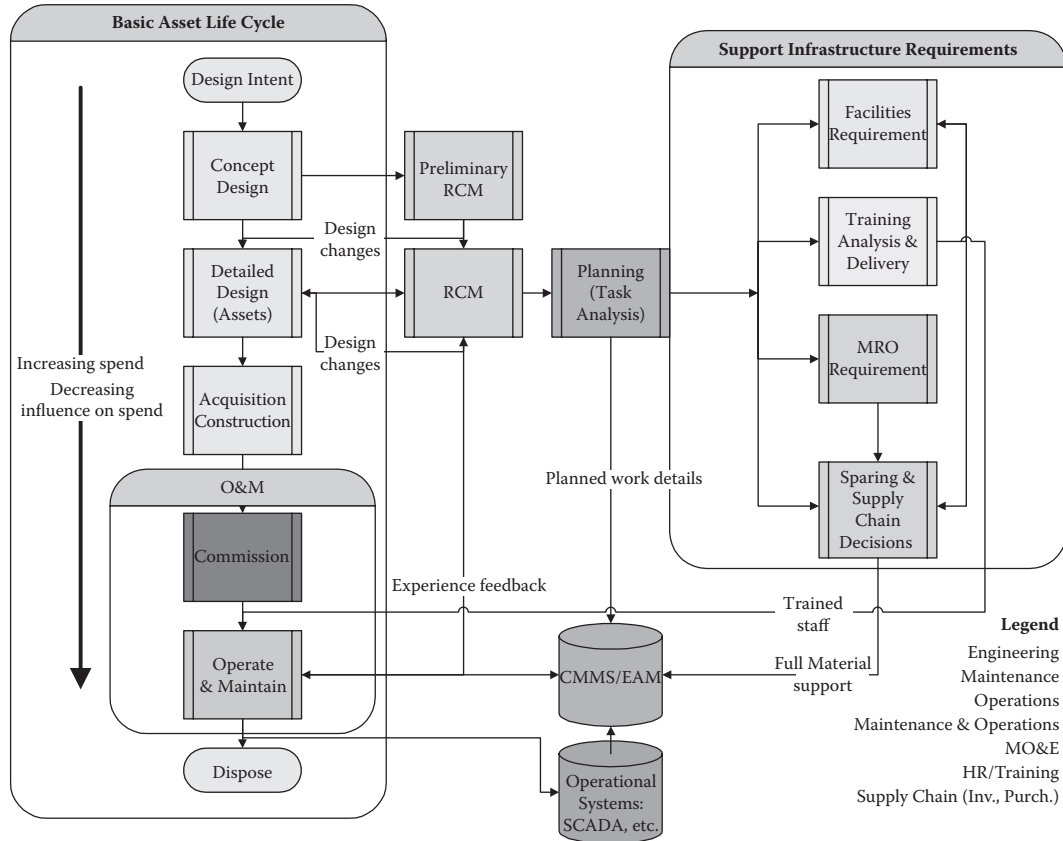 Basic Asset Life Cycle
Design Intent
Concept
Design
Preliminary
RCM
Design
changes
Detailed
Design
(Assets)
RCM
Planning
(Task
Analysis)
Design
changes
Increasing spend
Decreasing
influence on spend
Acquisition
Construction
O&M
Commission
Experience feedback
Planned work details
Operate
& Maintain
CMMS/EAM
Dispose
Operational
Systems:
SCADA, etc.
Support Infrastructure Requirements
Facilities
Requirement
Training
Analysis &
Delivery
MRO
Requirement
Sparing &
Supply
Chain
Decisions
Trained
staff
Full Material
support
Legend
Engineering
Maintenance
Operations
Maintenance & Operations
MO&E
HR/Training
Supply Chain (Inv., Purch.)